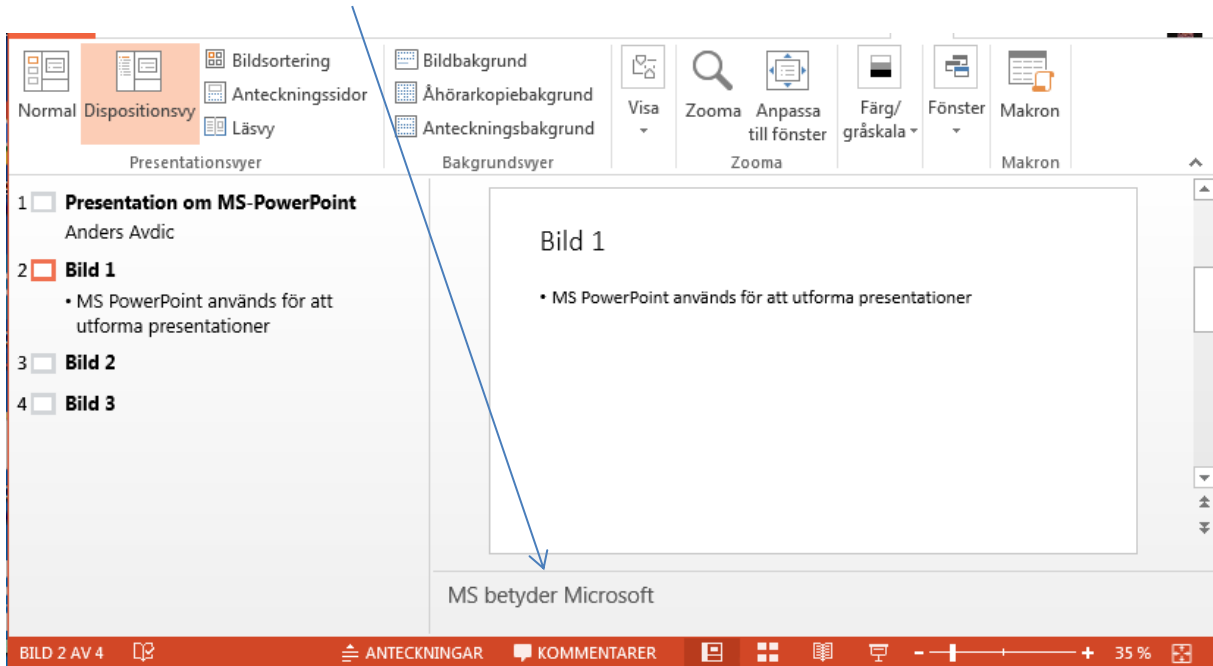 Normal
Dispositionsvy
Bildsortering
Anteckningssidor
Läsvy
Presentationsvyer
Bildbakgrund
Åhörarkopiebakgrund
Anteckningsbakgrund
Bakgrundsvyer
Visa
Zooma
Anpassa
till fönster
Zooma
Färg/
gråskala
Fönster
Makron
Makron
1 Presentation om MS-PowerPoint
Anders Avdic
2 Bild 1
• MS PowerPoint används för att
utforma presentationer
3 Bild 2
4 Bild 3
Bild 1
• MS PowerPoint används för att utforma presentationer
MS betyder Microsoft
BILD 2 AV 4 ANTECKNINGAR KOMMENTARER - + 35 %